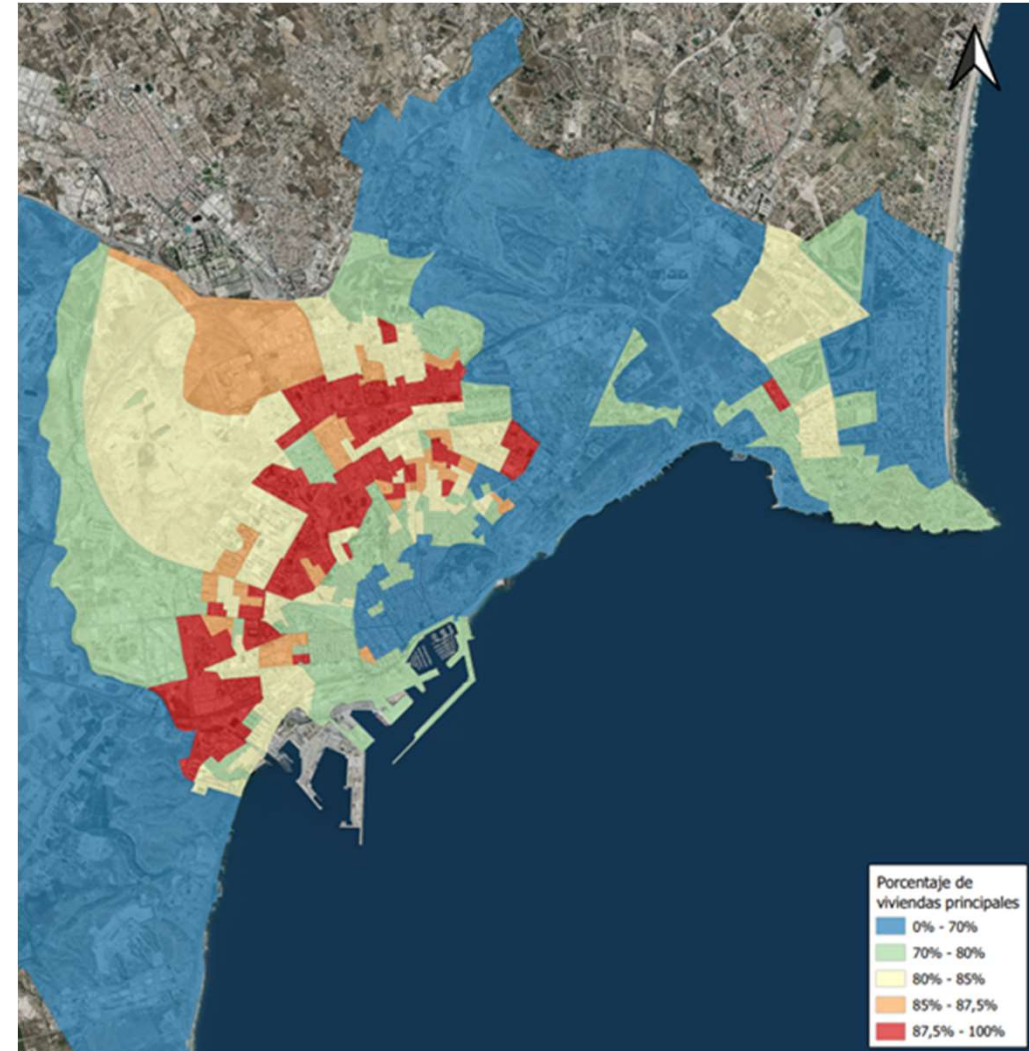 Porcentaje de
viviendas principales
0% - 70%
70% - 80%
80% - 85%
85% - 87,5%
87,5% - 100%